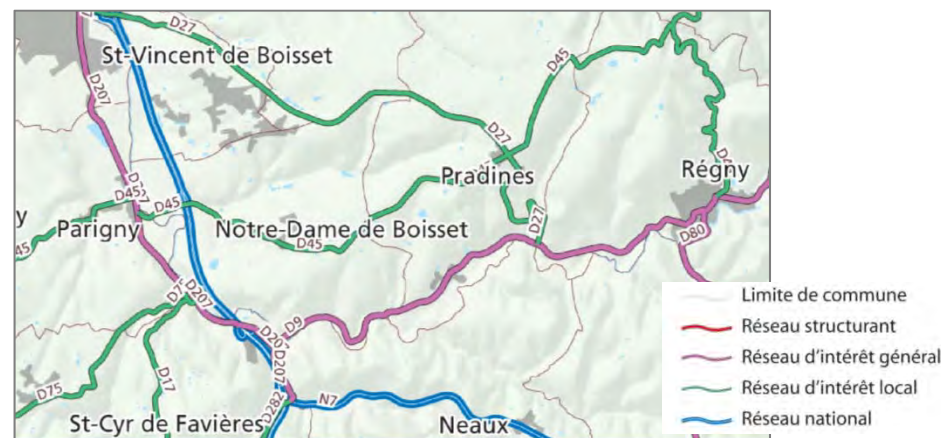 D27
St-Vincent de Boisset
D45
D207
D27
Pradines
Régny
D45
D45
Parigny
D45
Notre-Dame de Boisset
D45
D27
D80
45
y
D207
D9
D207
D75
D17
D282
N7
St-Cyr de Favières
Neaux
Limite de commune
Réseau structurant
Réseau d'intérêt général
Réseau d'intérêt local
Réseau national